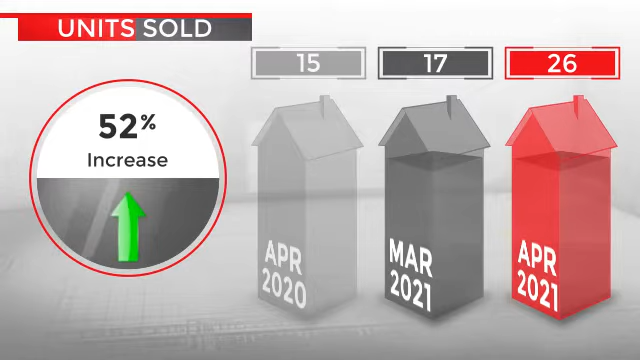 UNITS SOLD
15
17
26
52%
Increase
APR
2020
MAR
2021
APR
2021